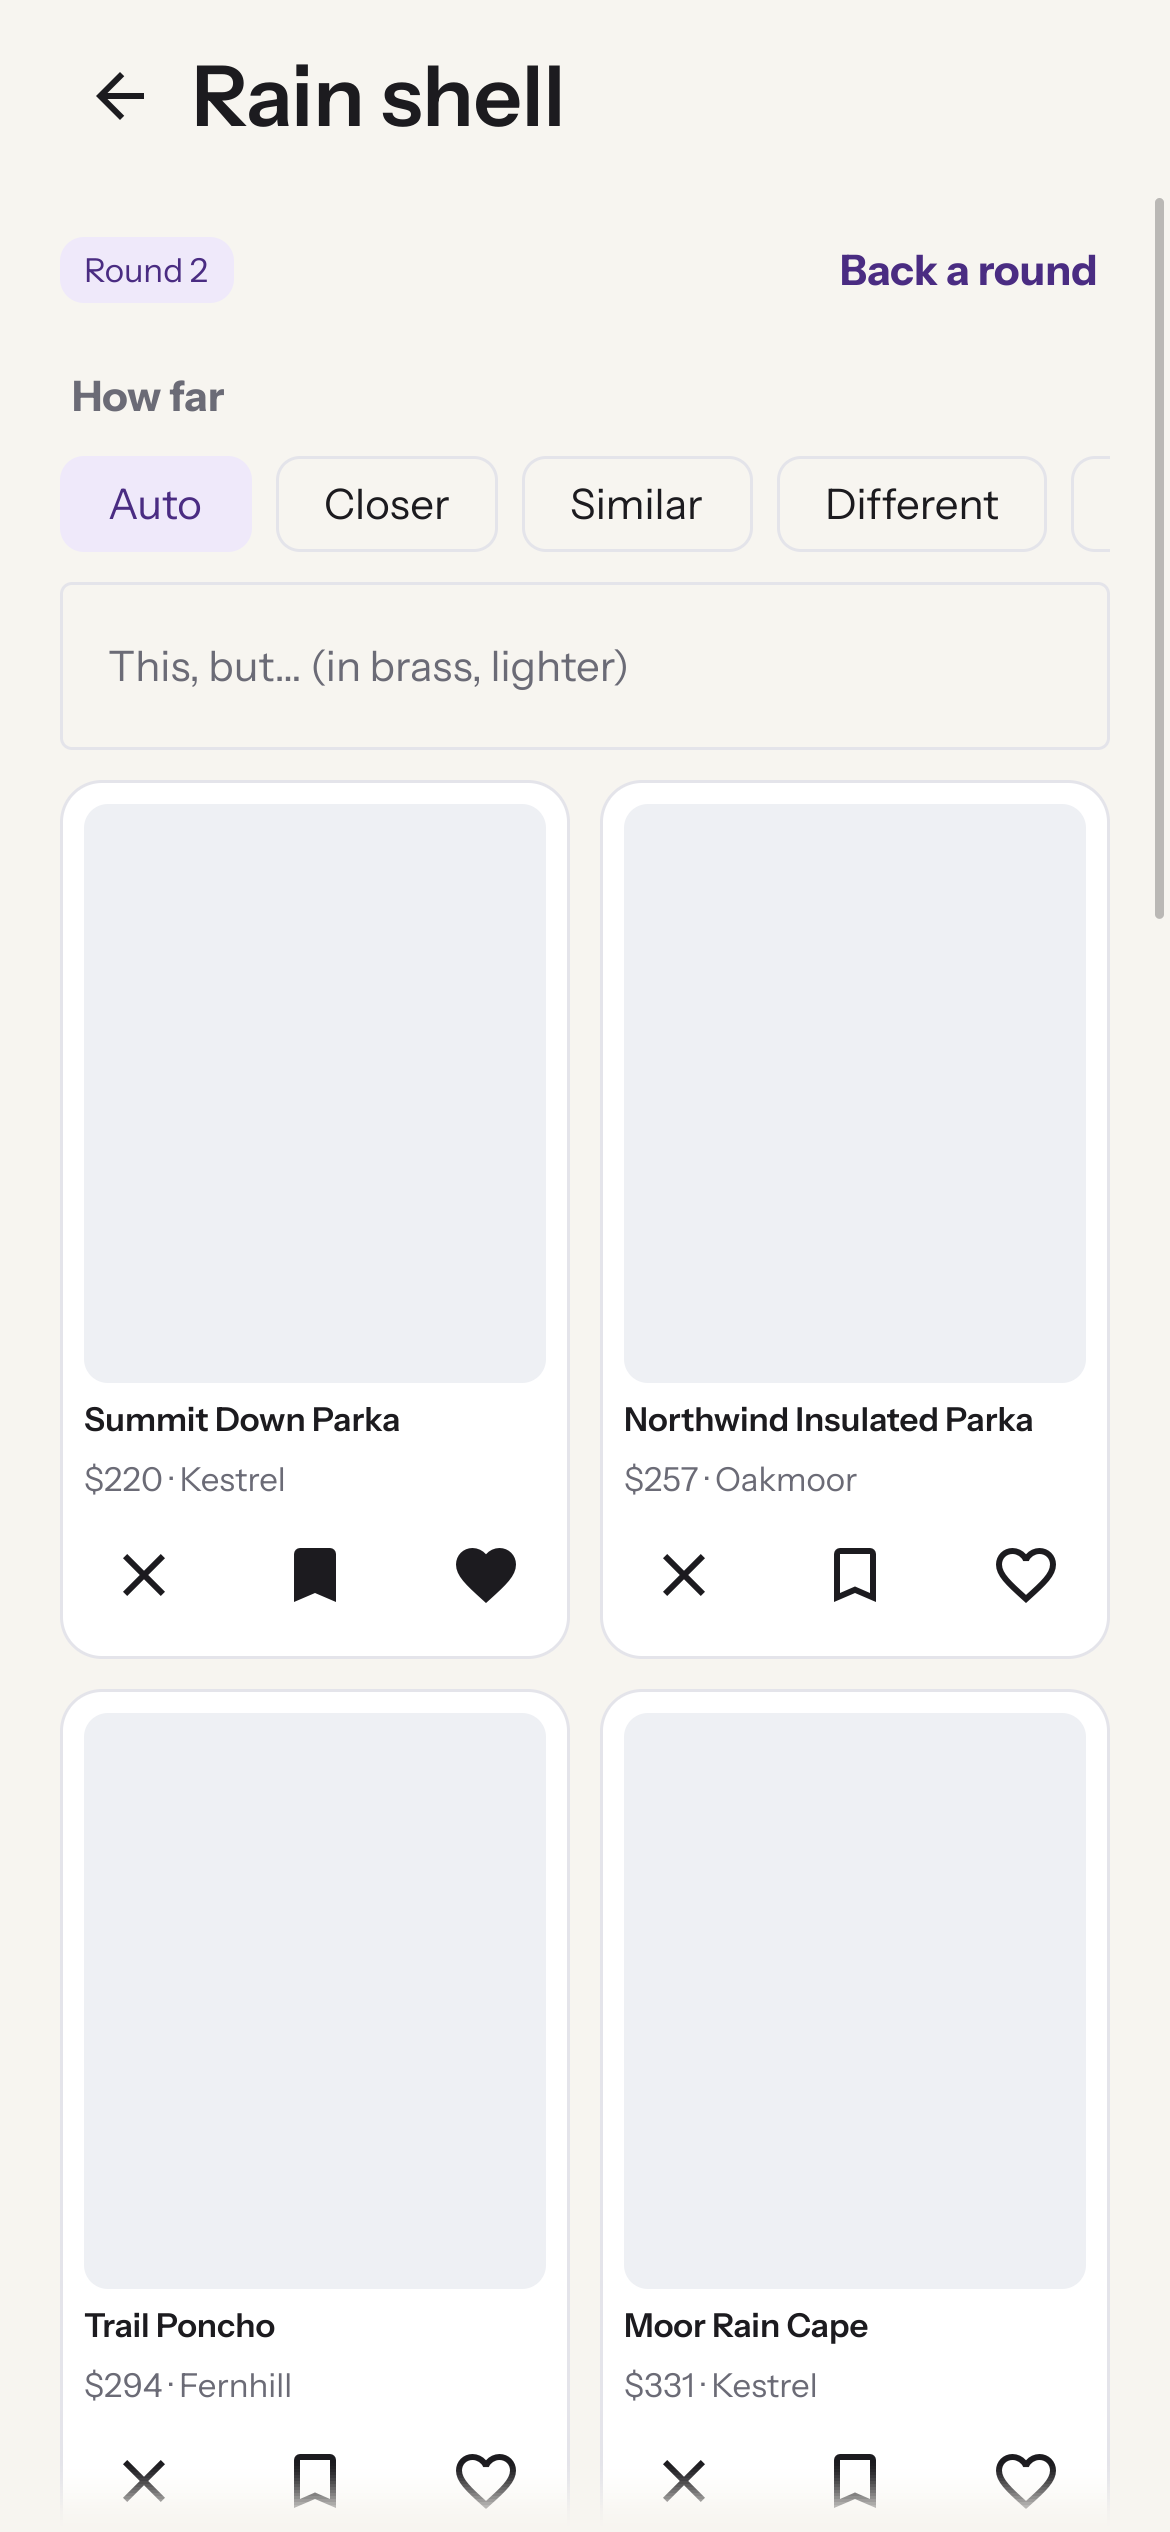 Rain shell
Round 2
Back a round
How far
Auto
Closer
Similar
Different
This, but... (in brass, lighter)
Summit Down Parka
$220 · Kestrel
Northwind Insulated Parka
$257 · Oakmoor
Trail Poncho
$294 · Fernhill
Moor Rain Cape
$331 · Kestrel